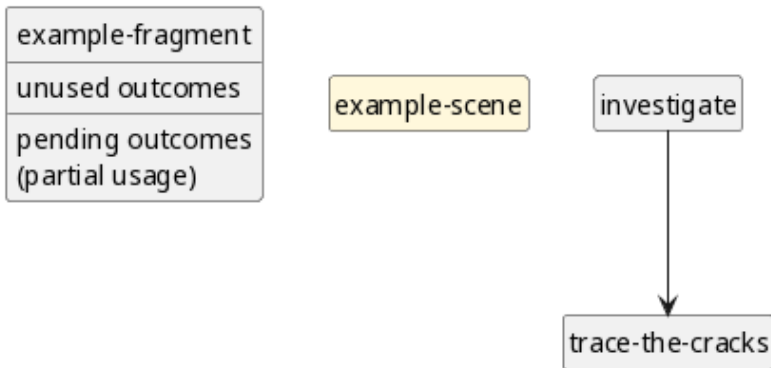 example-fragment
unused outcomes
pending outcomes
(partial usage)
example-scene
investigate
trace-the-cracks